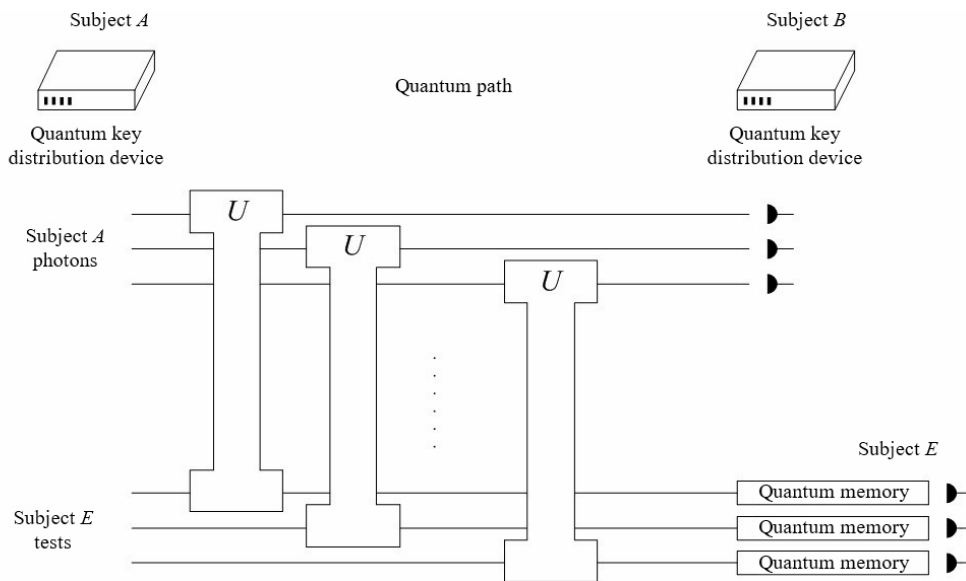 Subject A
Subject B
Quantum path
Quantum key
distribution device
Quantum key
distribution device
U
U
U
Subject A
photons
Subject E
Quantum memory
Quantum memory
Quantum memory
Subject E
tests